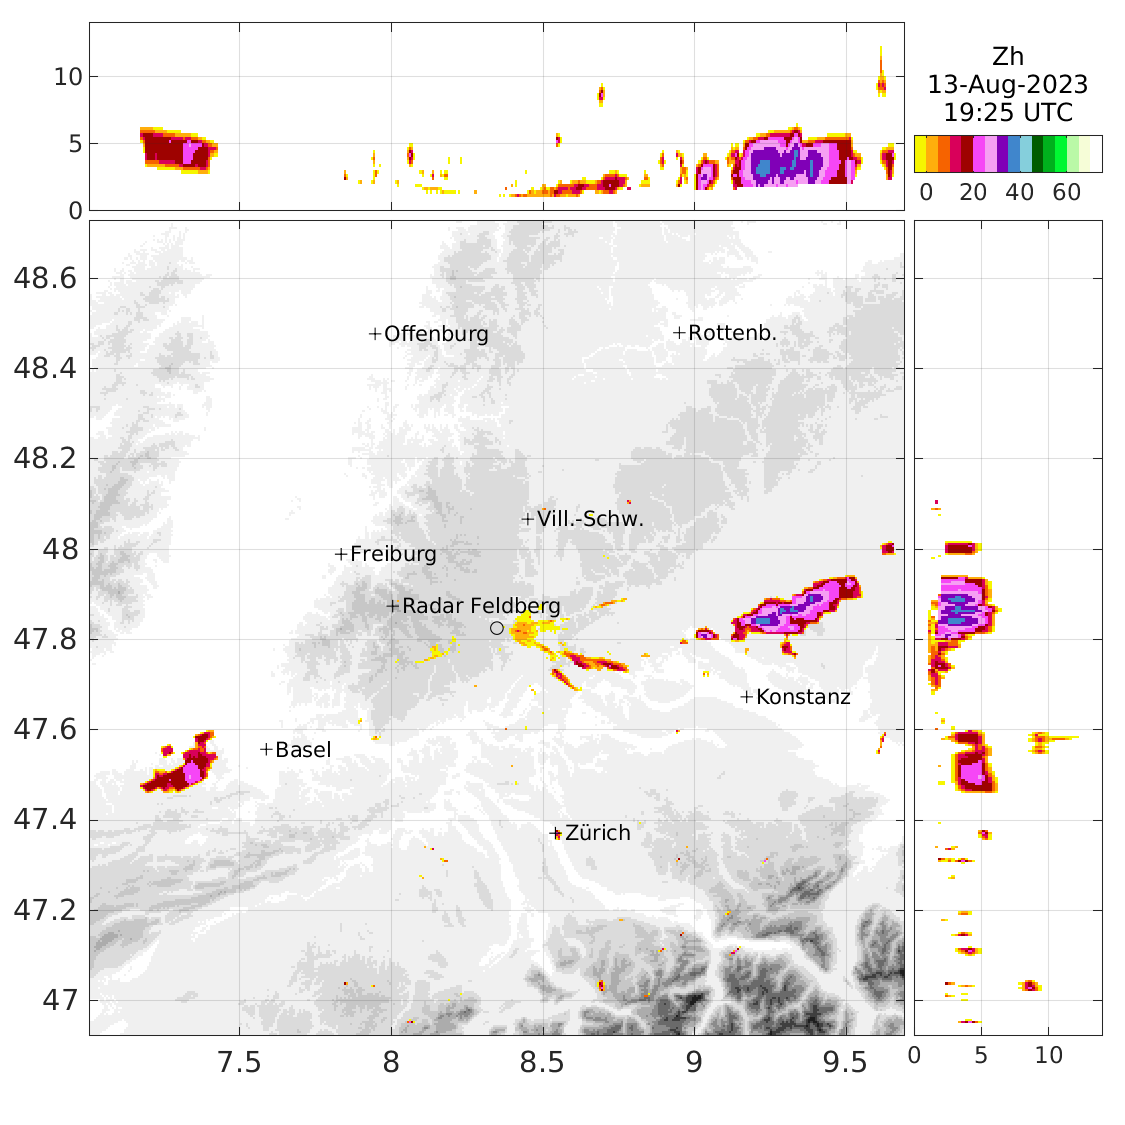 Zh
13-Aug-2023
19:25 UTC
0 20 40 60
10
5
0
48.6
48.4
48.2
48
47.8
47.6
47.4
47.2
47
Offenburg
Rottenb.
Vill.-Schw.
Freiburg
Radar Feldberg
Konstanz
Basel
Zürich
7.5 8 8.5 9 9.5
0 5 10